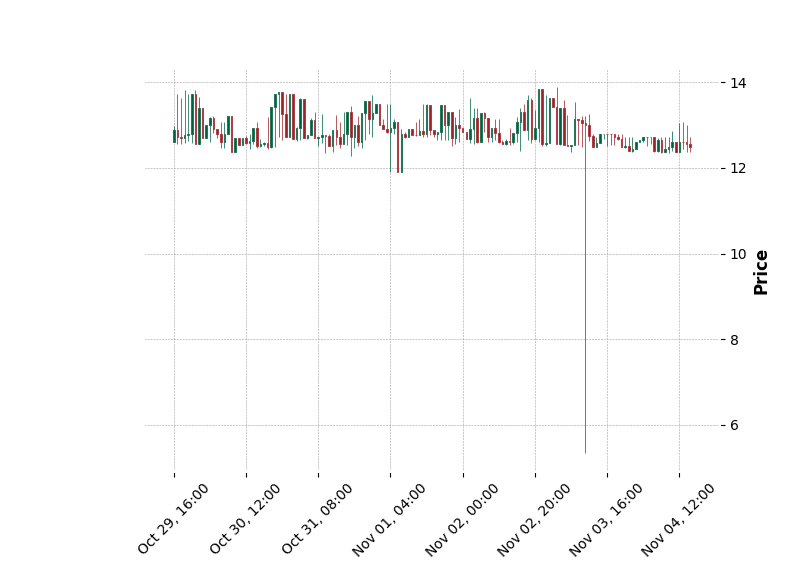 14
12
10
8
6
Price
Oct 29, 16:00
Oct 30, 12:00
Oct 31, 08:00
Nov 01, 04:00
Nov 02, 00:00
Nov 02, 20:00
Nov 03, 16:00
Nov 04, 12:00